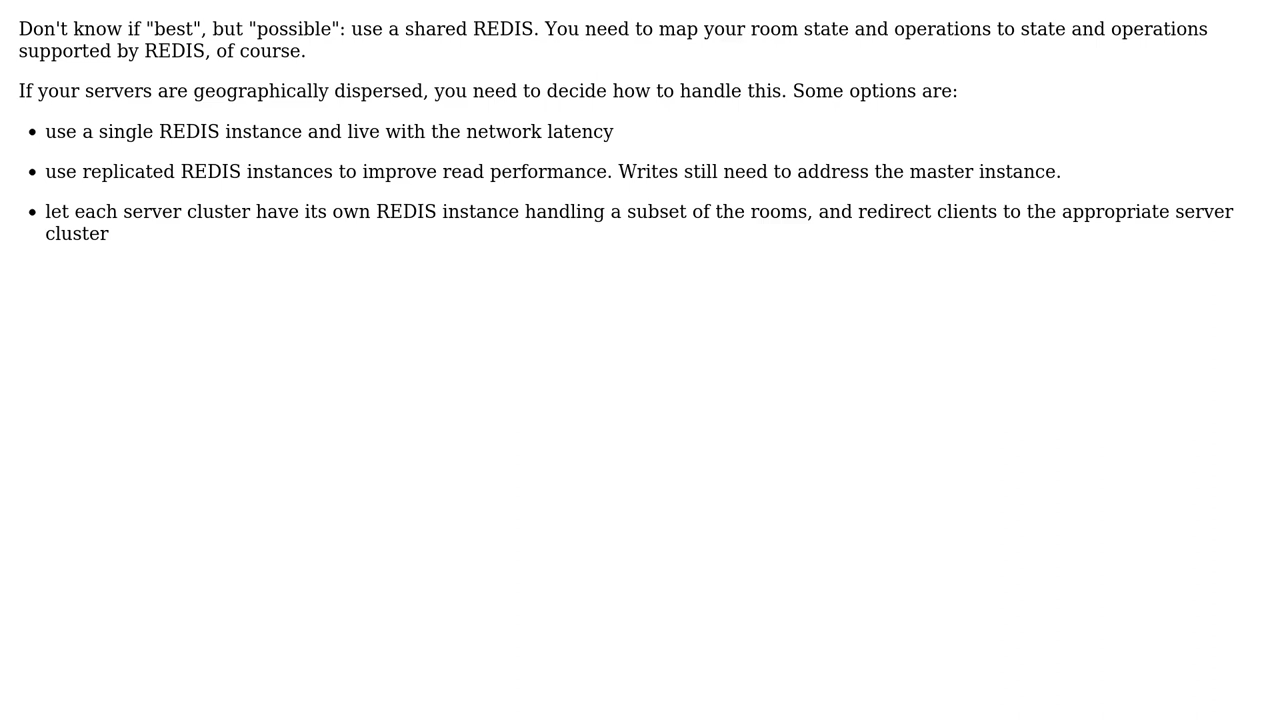 Don't know if "best", but "possible": use a shared REDIS. You need to map your room state and operations to state and operations
supported by REDIS, of course.
If your servers are geographically dispersed, you need to decide how to handle this. Some options are:
• use a single REDIS instance and live with the network latency
• use replicated REDIS instances to improve read performance. Writes still need to address the master instance.
• let each server cluster have its own REDIS instance handling a subset of the rooms, and redirect clients to the appropriate server
cluster